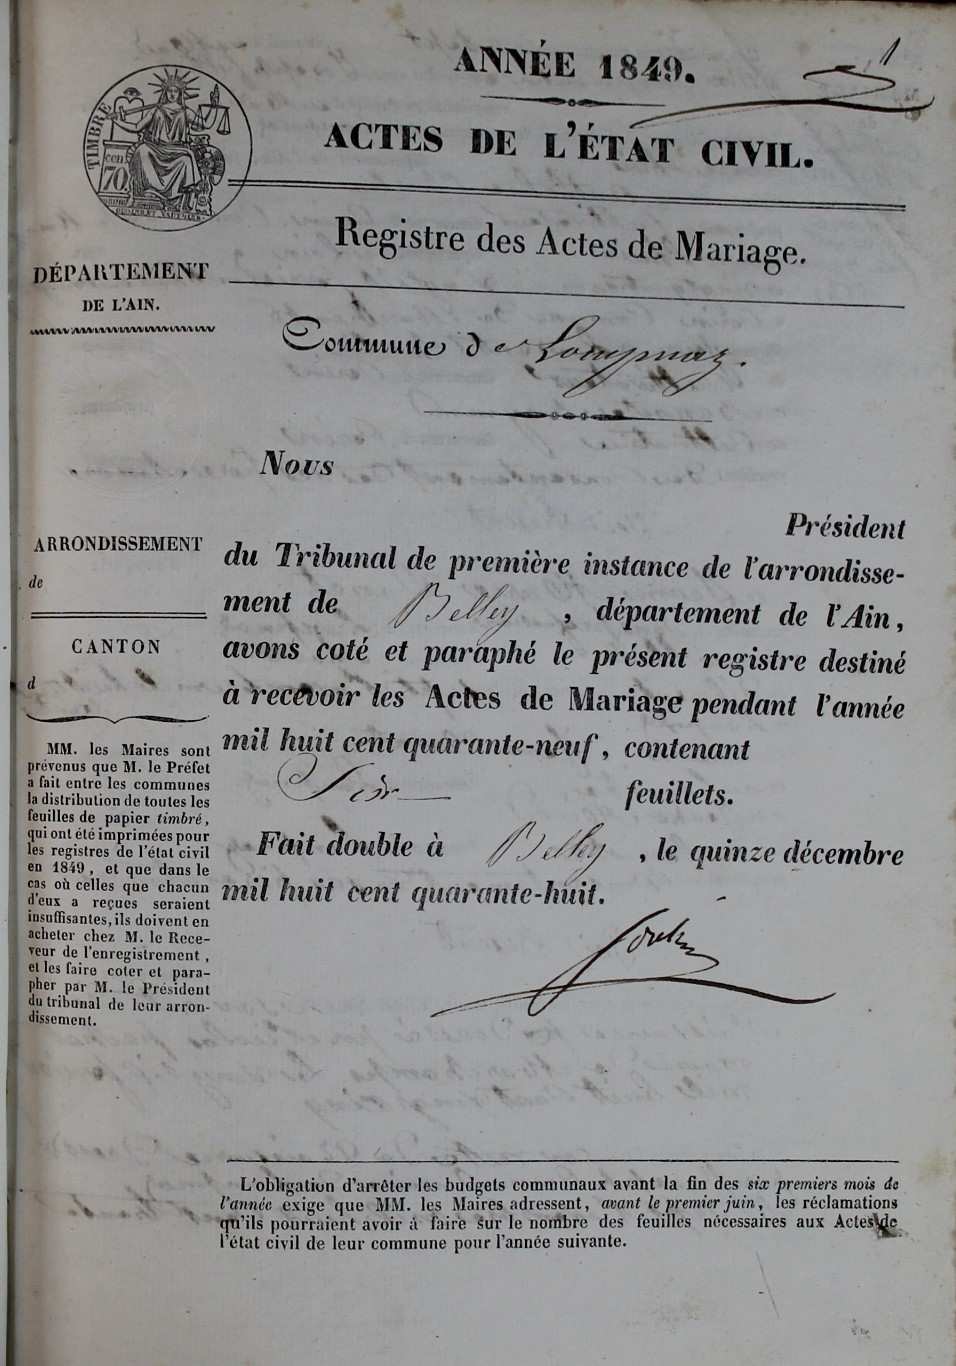 1
ANNÉE 1849.
ACTES DE L'ÉTAT CIVIL.
TIMBRE
cen
70
Registre des Actes de Mariage.
DÉPARTEMENT
DE L'AIN.
Commune de
Nous
Président
ARRONDISSEMENT
de
CANTON
d
du Tribunal de première instance de l'arrondisse-
ment de Belley, département de l'Ain,
avons coté et paraphé le présent registre destiné
à recevoir les Actes de Mariage pendant l'année
mil huit cent quarante-neuf, contenant
Six feuillets.
Fait double à Belley, le quinze décembre
mil huit cent quarante-huit.
MM. les Maires sont
prévenus que M. le Préfet
a fait entre les communes
la distribution de toutes les
feuilles de papier timbré,
qui ont été imprimées pour
les registres de l'état civil
en 1849, et que dans le
cas où celles que chacun
d'eux a reçues seraient
insuffisantes, ils doivent en
acheter chez M. le Rece-
veur de l'enregistrement,
et les faire coter et para-
pher par M. le Président
du tribunal de leur arron-
dissement.
L'obligation d'arrêter les budgets communaux avant la fin des six premiers mois de
l'année exige que MM. les Maires adressent, avant le premier juin, les réclamations
qu'ils pourraient avoir à faire sur le nombre des feuilles nécessaires aux Actes de
l'état civil de leur commune pour l'année suivante.